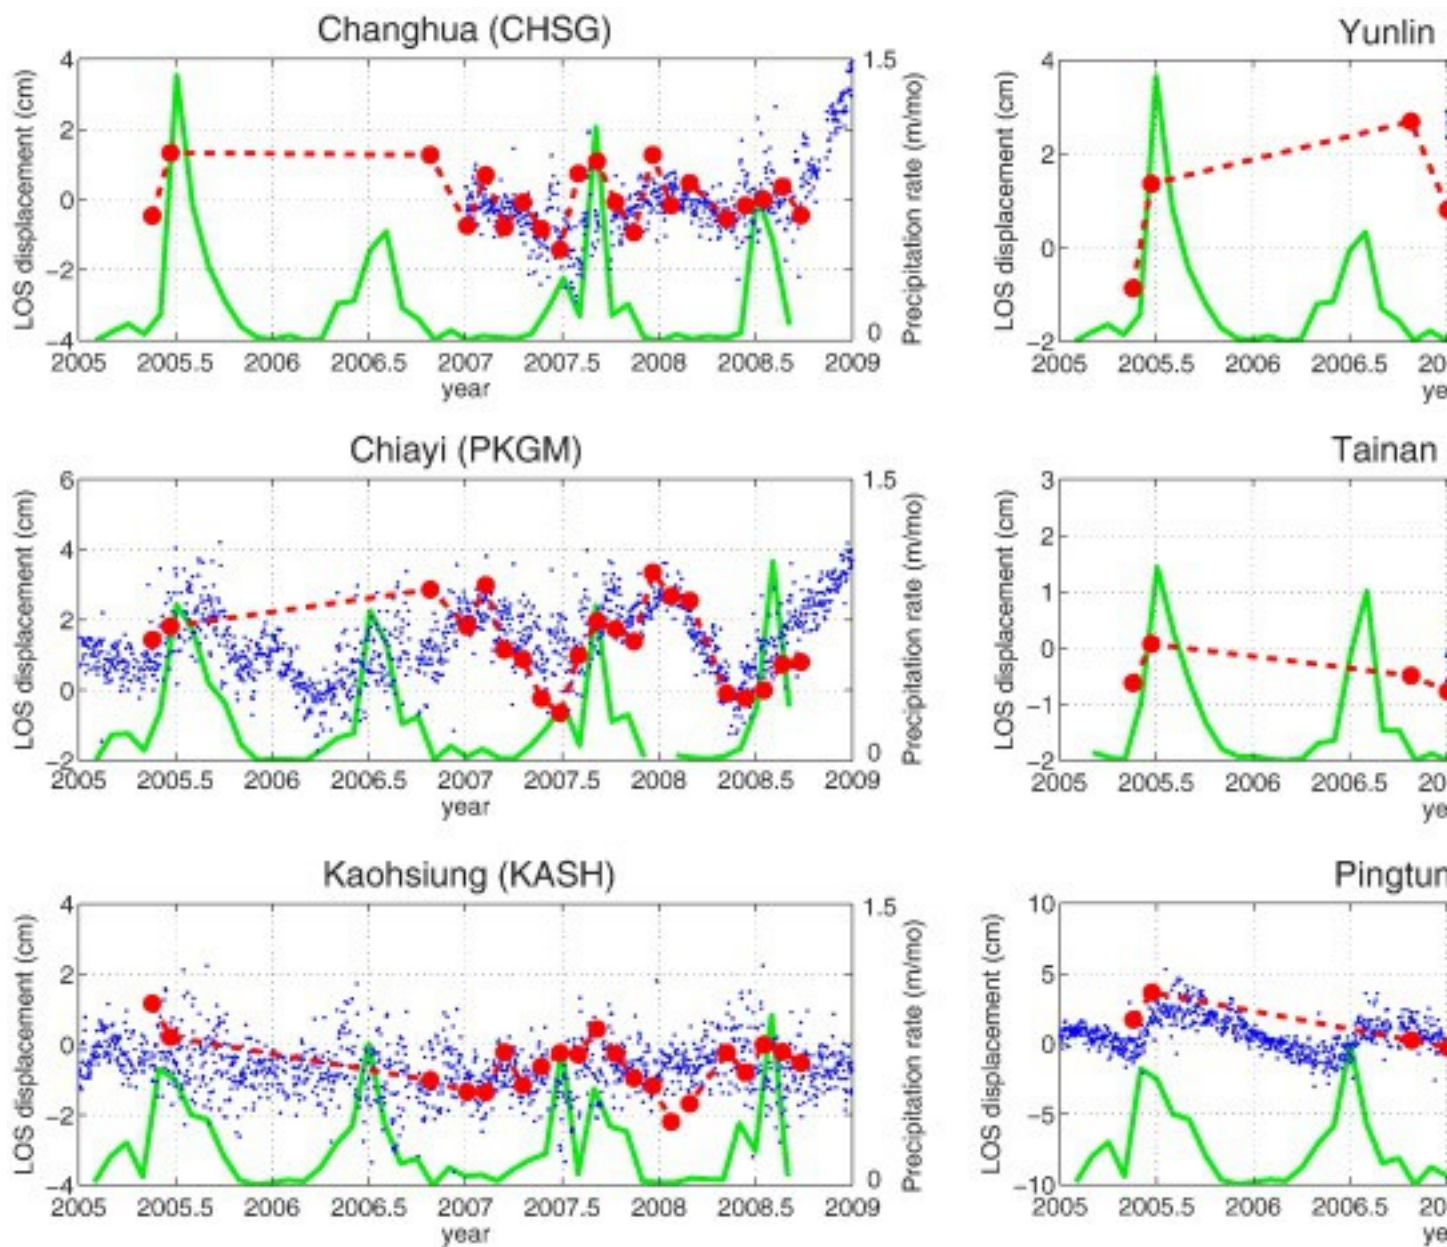 Changhua (CHSG)
LOS displacement (cm)
4
2
0
−2
−4
1.5
0
Precipitation rate (m/mo)
2005 2005.5 2006 2006.5 2007 2007.5 2008 2008.5 2009
year
Yunlin
LOS displacement (cm)
4
2
0
−2
2005 2005.5 2006 2006.5 20
ye
Chiayi (PKGM)
LOS displacement (cm)
6
4
2
0
−2
1.5
0
Precipitation rate (m/mo)
2005 2005.5 2006 2006.5 2007 2007.5 2008 2008.5 2009
year
Tainan
LOS displacement (cm)
3
2
1
0
−1
−2
2005 2005.5 2006 2006.5 20
ye
Kaohsiung (KASH)
LOS displacement (cm)
4
2
0
−2
−4
1.5
0
Precipitation rate (m/mo)
2005 2005.5 2006 2006.5 2007 2007.5 2008 2008.5 2009
year
Pingtun
LOS displacement (cm)
10
5
0
−5
−10
2005 2005.5 2006 2006.5 20
ye